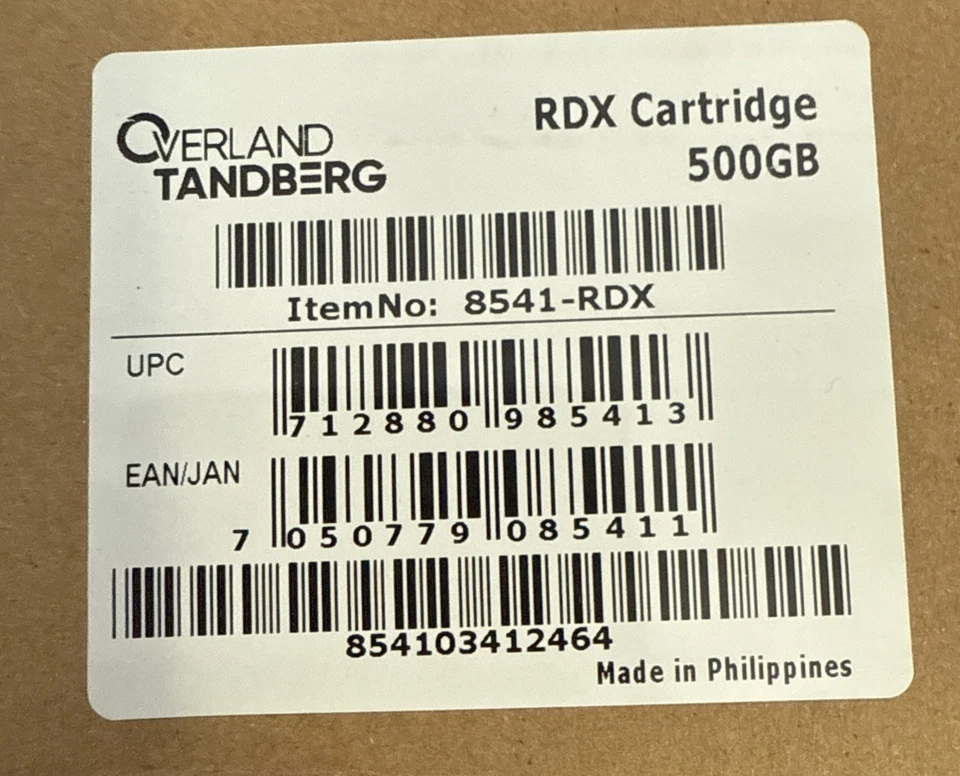 OVERLAND
TANDBERG
RDX Cartridge
500GB
ItemNo: 8541-RDX
UPC
712880 985413
EAN/JAN
7 050779 085411
854103412464
Made in Philippines